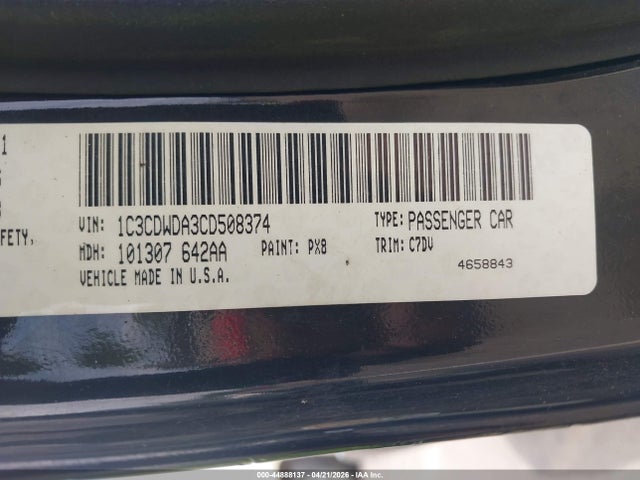 1
FETY,
VIN: 1C3CDWDA3CD508374 TYPE: PASSENGER CAR
MDH: 101307 642AA PAINT: PX8 TRIM: C7DV
VEHICLE MADE IN U.S.A. 4658843
000-44888137 - 04/21/2026 - IAA Inc.